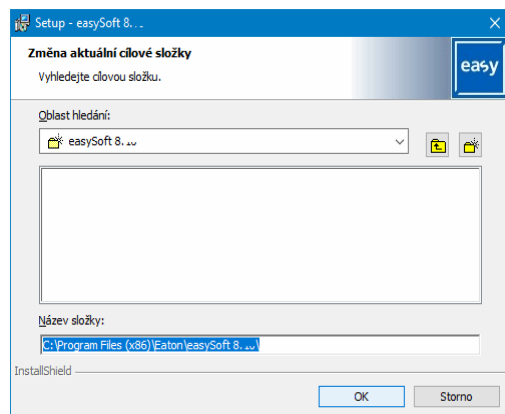 Setup - easySoft 8.
Změna aktuální cílové složky
Vyhledejte cílovou složku.
easy
Oblast hledání:
easySoft 8.
Název složky:
C:\Program Files (x86)\Eaton\easySoft 8.
InstallShield
OK
Storno